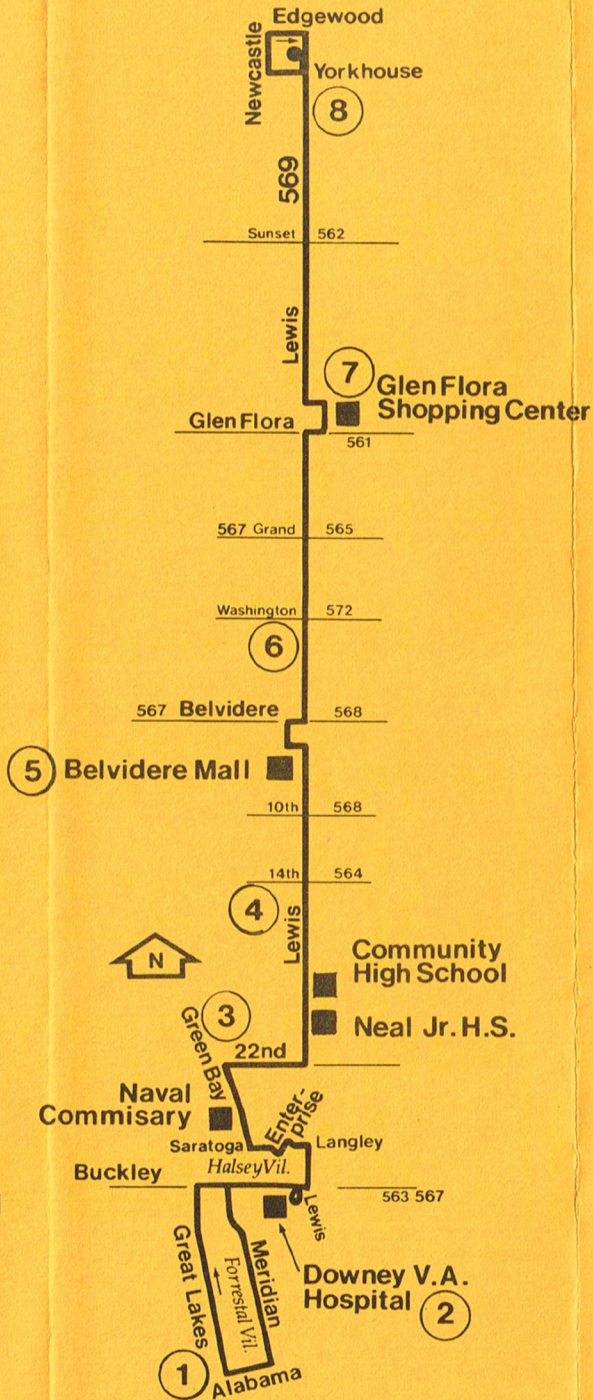 Edgewood
Newcastle
Yorkhouse
8
569
Sunset 562
Lewis
7
Glen Flora
Shopping Center
Glen Flora
561
567 Grand 565
Washington 572
6
567 Belvidere 568
5 Belvidere Mall
10th 568
14th 564
4
Lewis
N
Community
High School
Neal Jr. H.S.
3
Green Bay
22nd
Naval
Commisary
Enter-
prise
Saratoga
Langley
Halsey Vil.
Buckley
563 567
Lewis
Great Lakes
Meridian
Forrestal Vil.
Downey V.A.
Hospital 2
1
Alabama